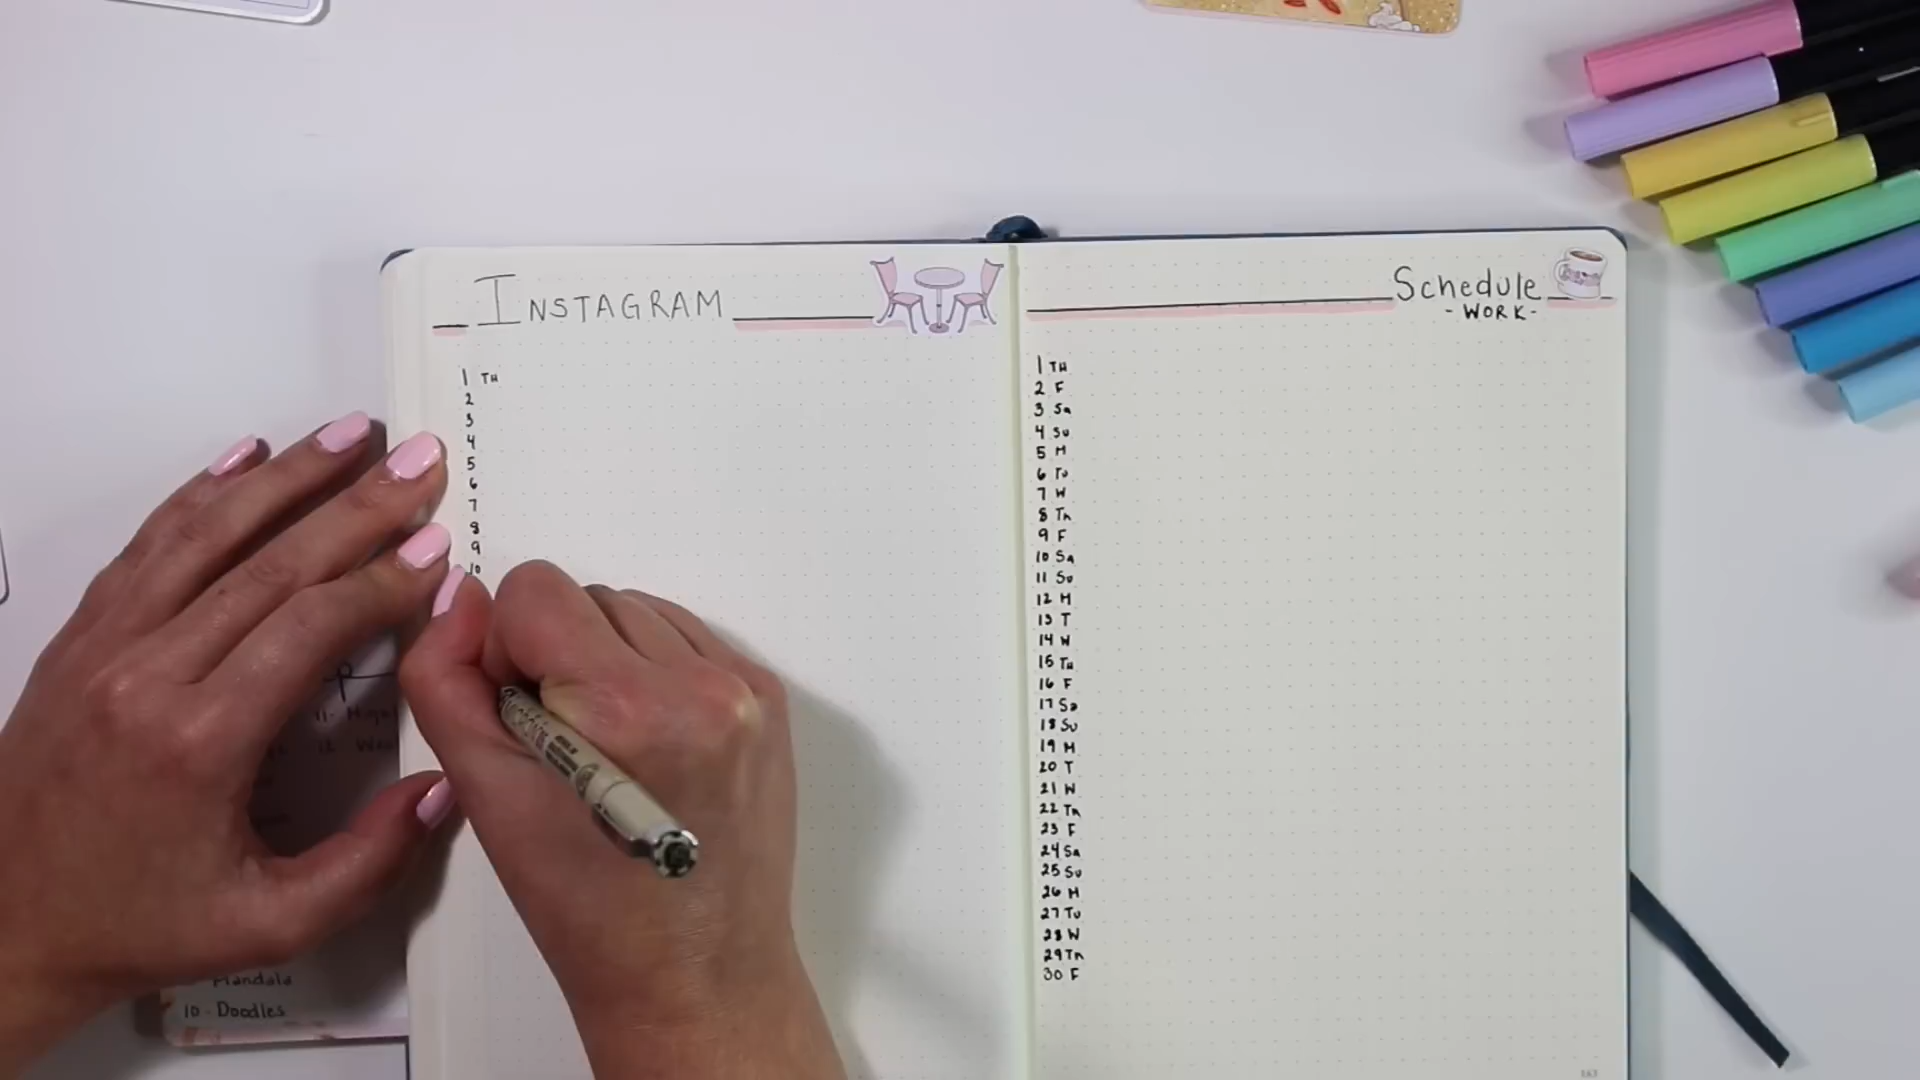 INSTAGRAM
1 TH
2
3
4
5
6
7
8
9
10
Schedule
- WORK -
1 TH
2 F
3 Sa
4 Su
5 M
6 Tu
7 W
8 Th
9 F
10 Sa
11 Su
12 M
13 T
14 W
15 TH
16 F
17 Sa
18 Su
19 M
20 T
21 W
22 Th
23 F
24 Sa
25 Su
26 M
27 Tu
28 W
29 Th
30 F
163
Mandala
10 - Doodles